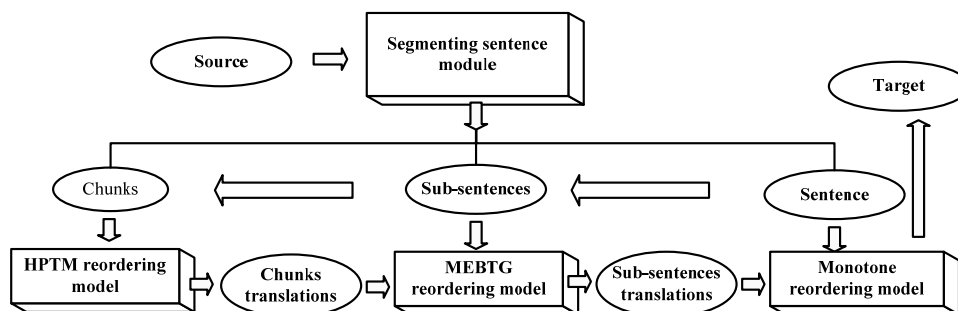 Source
Segmenting sentence
module
Target
Chunks
Sub-sentences
Sentence
HPTM reordering
model
Chunks
translations
MEBTG
reordering model
Sub-sentences
translations
Monotone
reordering model